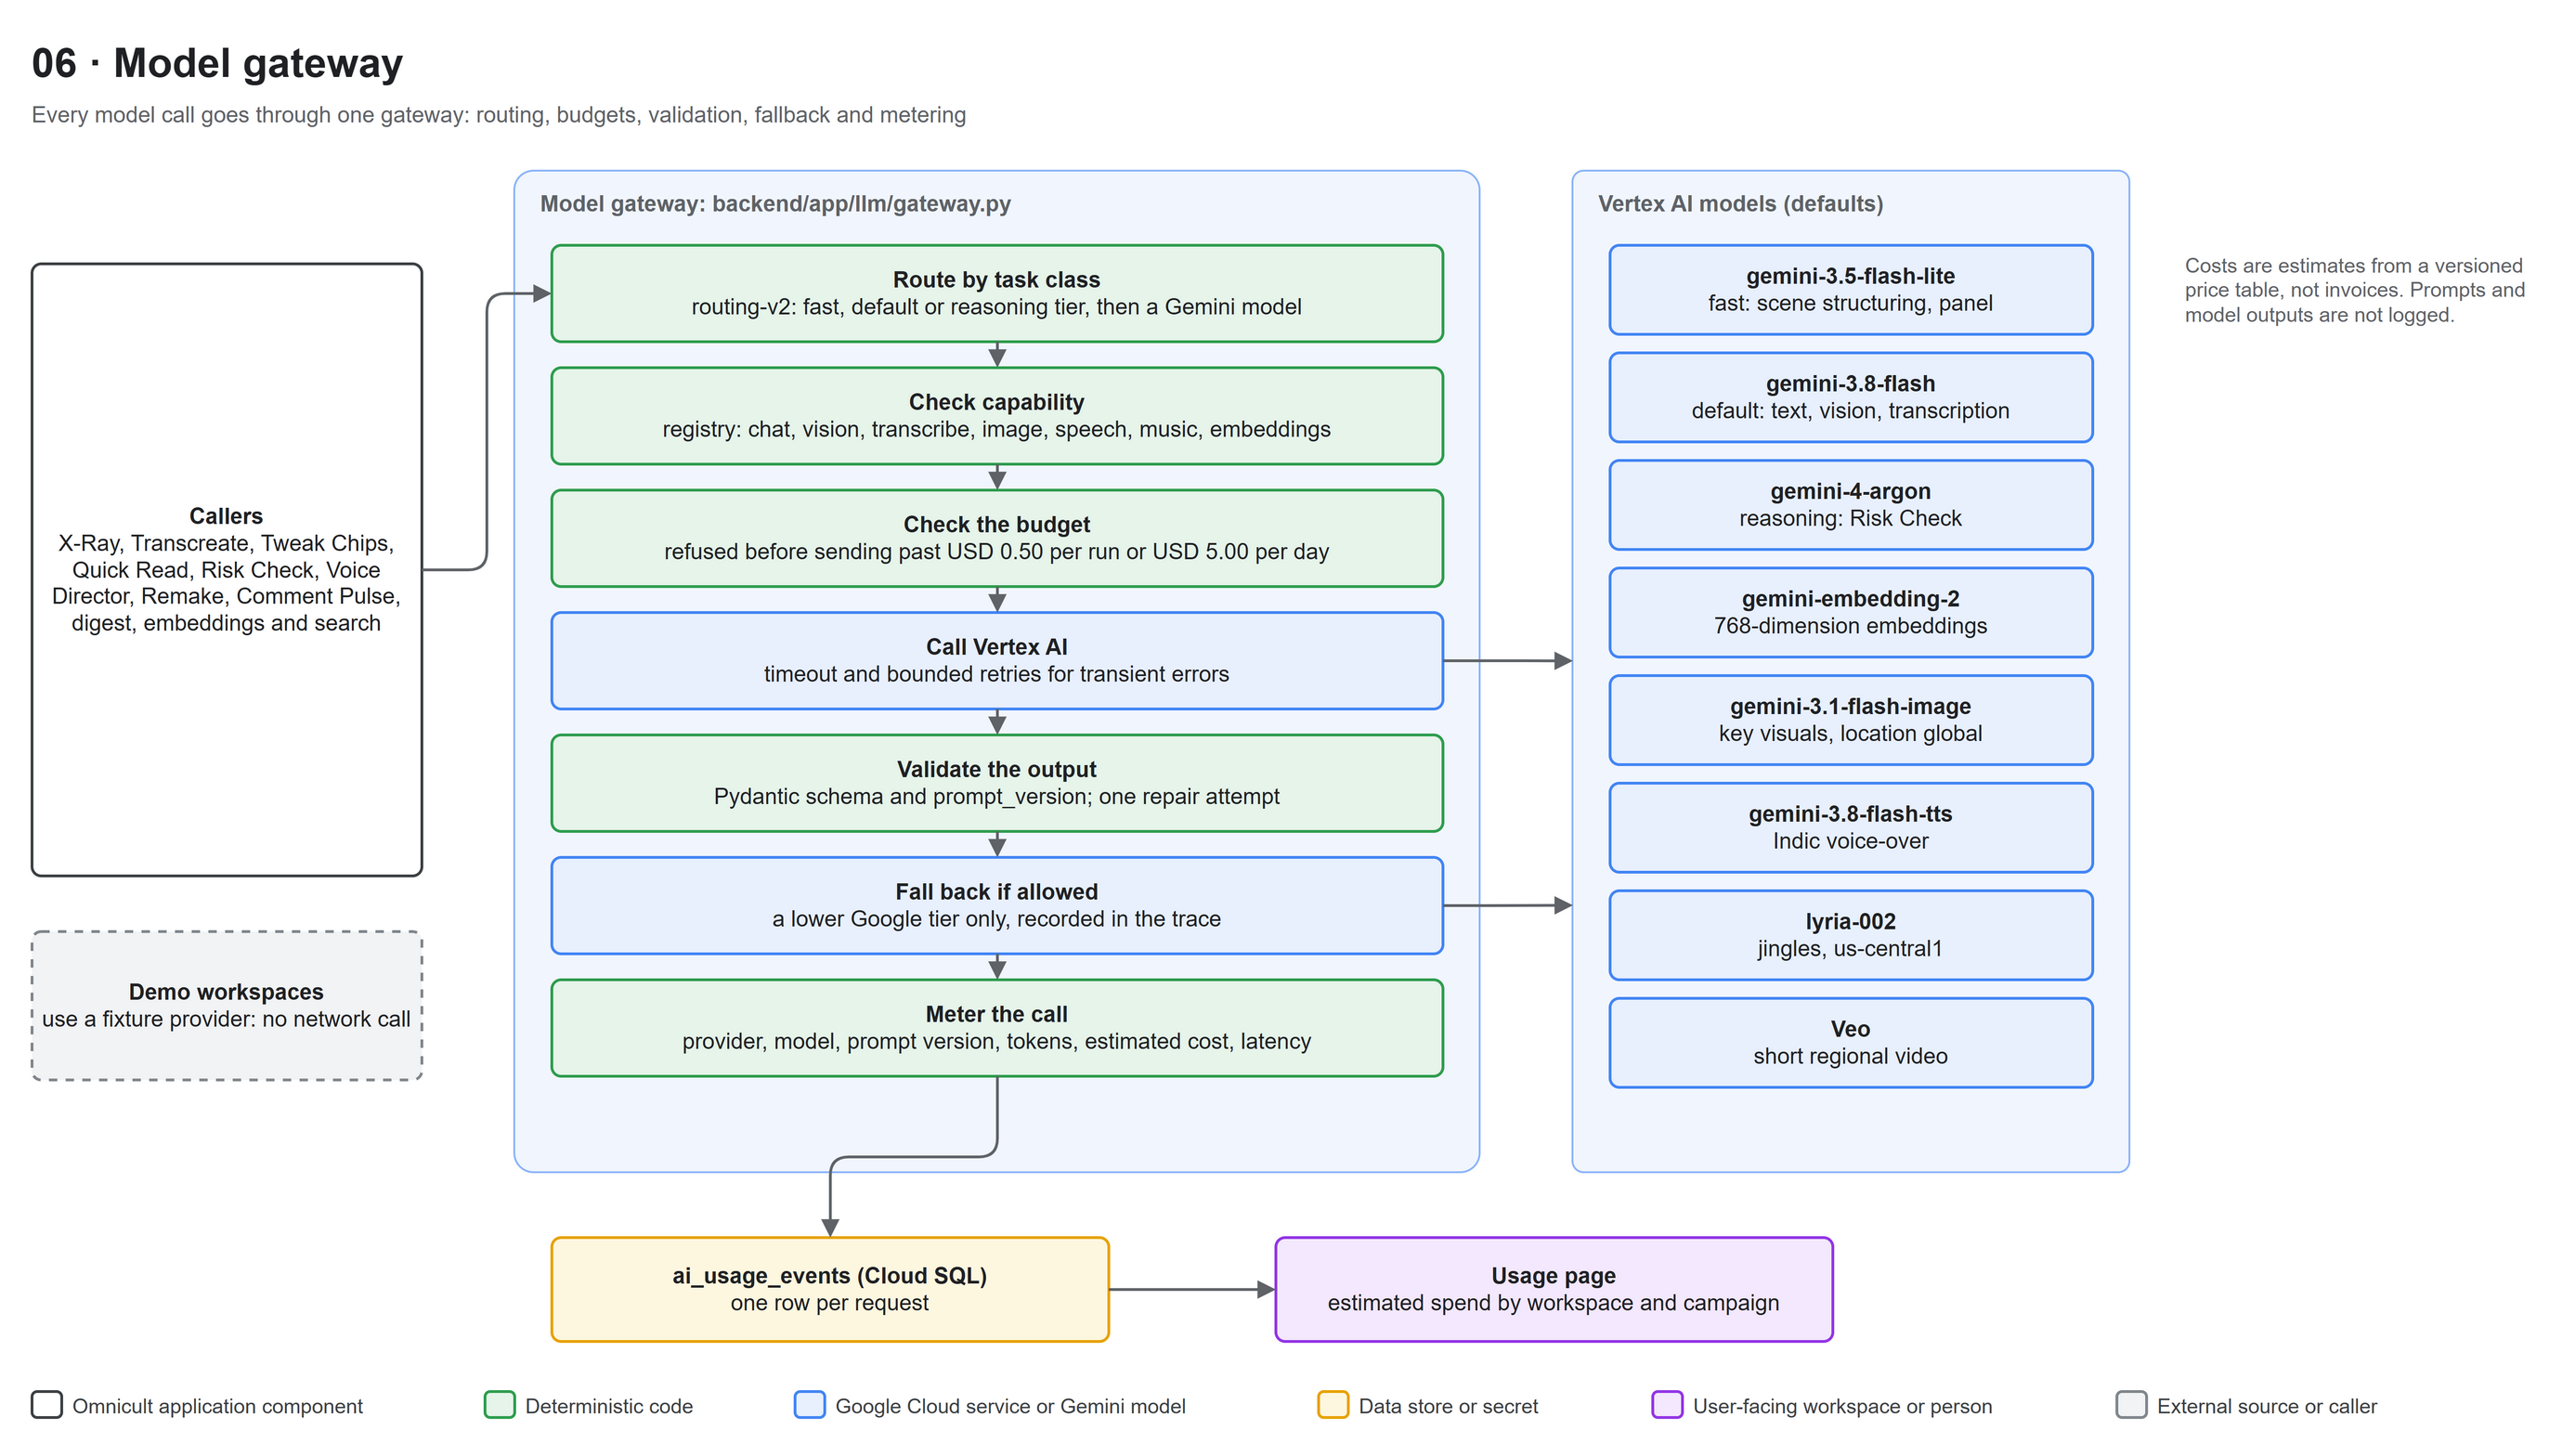 06 · Model gateway
Every model call goes through one gateway: routing, budgets, validation, fallback and metering
Callers
X-Ray, Transcreate, Tweak Chips,
Quick Read, Risk Check, Voice
Director, Remake, Comment Pulse,
digest, embeddings and search
Demo workspaces
use a fixture provider: no network call
Model gateway: backend/app/llm/gateway.py
Route by task class
routing-v2: fast, default or reasoning tier, then a Gemini model
Check capability
registry: chat, vision, transcribe, image, speech, music, embeddings
Check the budget
refused before sending past USD 0.50 per run or USD 5.00 per day
Call Vertex AI
timeout and bounded retries for transient errors
Validate the output
Pydantic schema and prompt_version; one repair attempt
Fall back if allowed
a lower Google tier only, recorded in the trace
Meter the call
provider, model, prompt version, tokens, estimated cost, latency
Vertex AI models (defaults)
gemini-3.5-flash-lite
fast: scene structuring, panel
gemini-3.8-flash
default: text, vision, transcription
gemini-4-argon
reasoning: Risk Check
gemini-embedding-2
768-dimension embeddings
gemini-3.1-flash-image
key visuals, location global
gemini-3.8-flash-tts
Indic voice-over
lyria-002
jingles, us-central1
Veo
short regional video
Costs are estimates from a versioned
price table, not invoices. Prompts and
model outputs are not logged.
ai_usage_events (Cloud SQL)
one row per request
Usage page
estimated spend by workspace and campaign
Omnicult application component
Deterministic code
Google Cloud service or Gemini model
Data store or secret
User-facing workspace or person
External source or caller